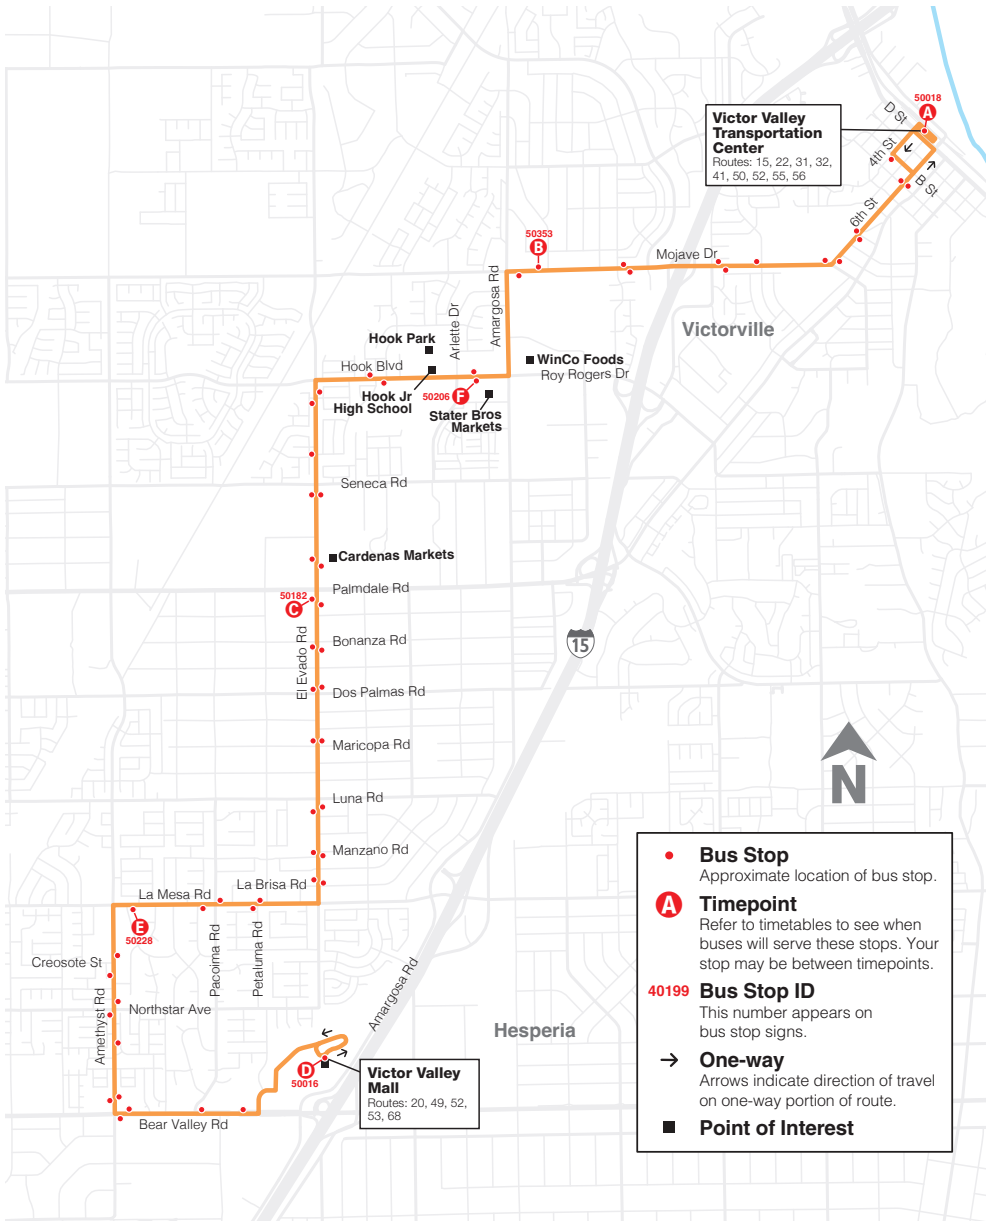 50018
A
D St
4th St
B St
6th St
Victor Valley
Transportation
Center
Routes: 15, 22, 31, 32,
41, 50, 52, 55, 56
50353
B
Mojave Dr
Amargosa Rd
Victorville
Arlette Dr
Hook Park
Hook Blvd
WinCo Foods
Roy Rogers Dr
Hook Jr
High School
50206
F
Stater Bros
Markets
Seneca Rd
Cardenas Markets
Palmdale Rd
50182
C
El Evado Rd
Bonanza Rd
15
Dos Palmas Rd
Maricopa Rd
N
Luna Rd
Manzano Rd
La Brisa Rd
La Mesa Rd
E
50228
Pacoima Rd
Petaluma Rd
Creosote St
Amethyst Rd
Northstar Ave
Amargosa Rd
Hesperia
D
50016
Victor Valley
Mall
Routes: 20, 49, 52,
53, 68
Bear Valley Rd
Bus Stop
Approximate location of bus stop.
A
Timepoint
Refer to timetables to see when
buses will serve these stops. Your
stop may be between timepoints.
40199
Bus Stop ID
This number appears on
bus stop signs.
One-way
Arrows indicate direction of travel
on one-way portion of route.
Point of Interest